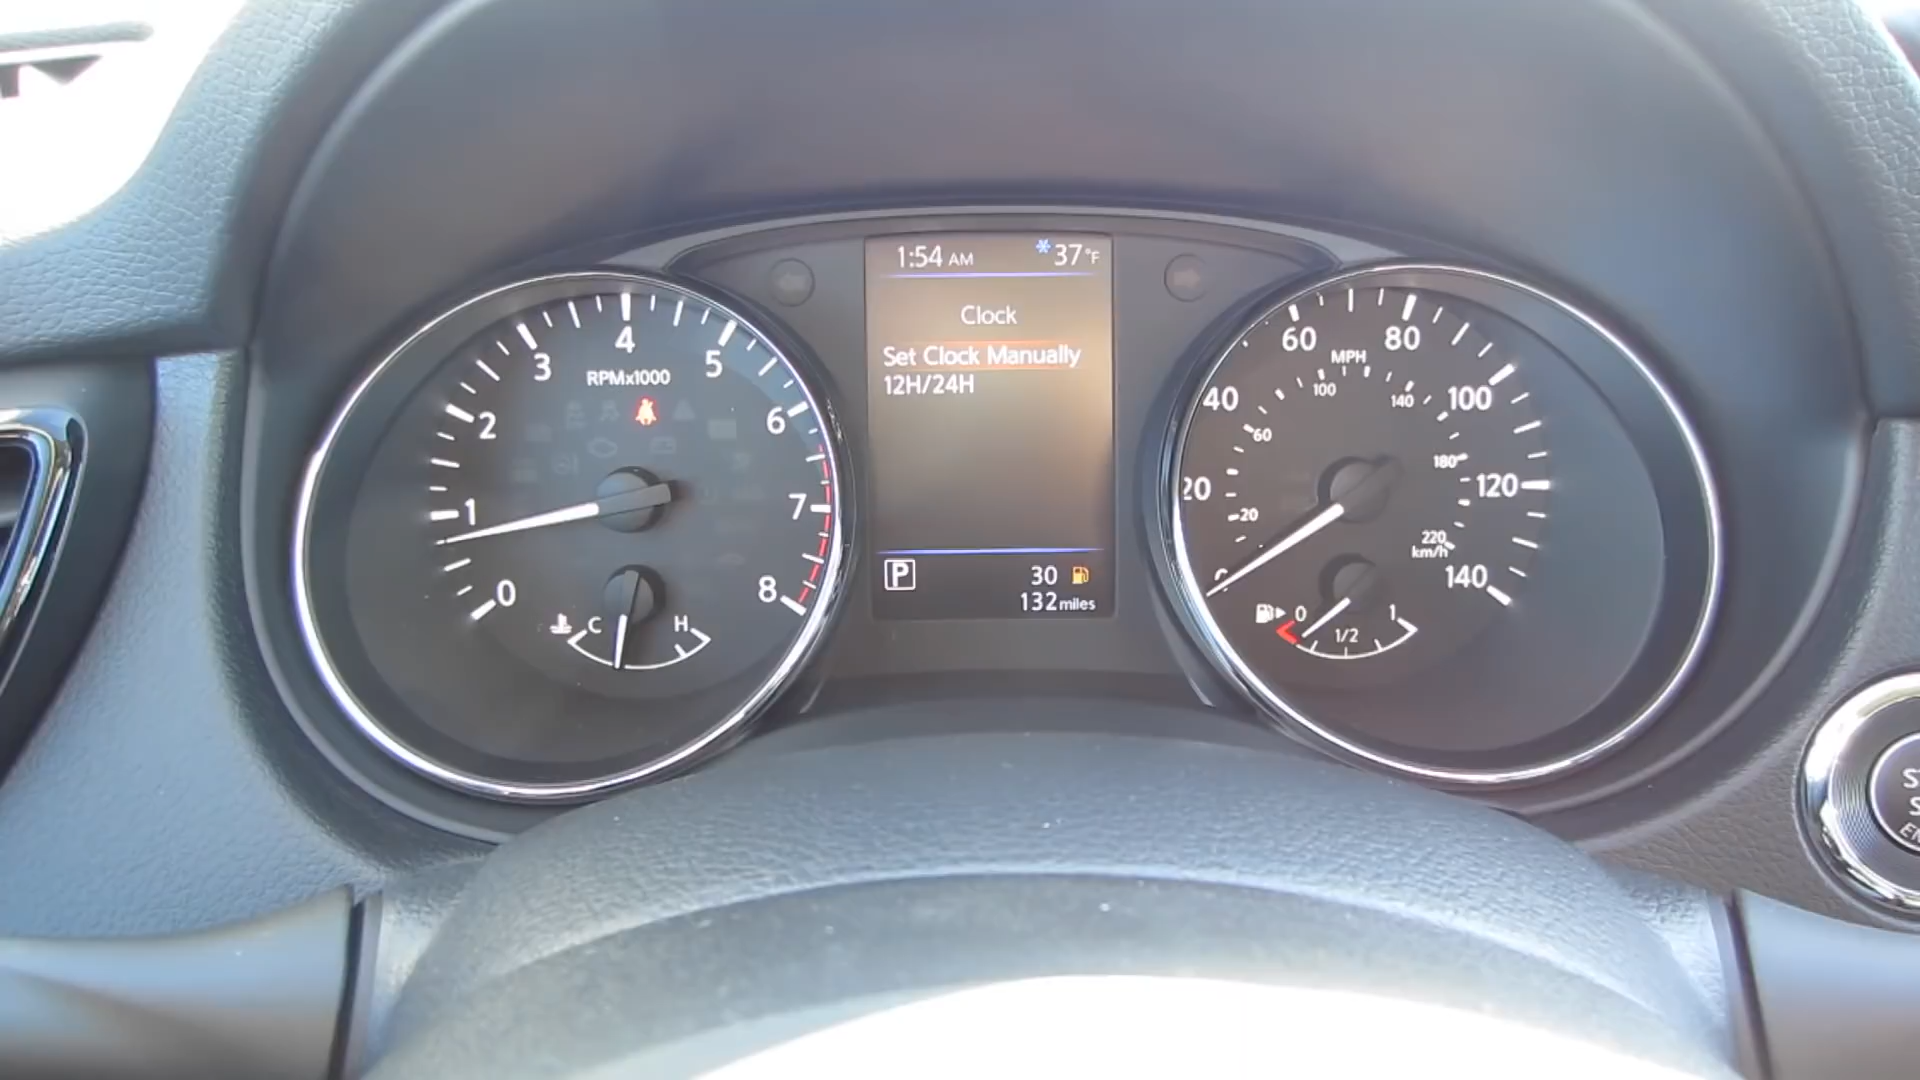 1:54 AM *37°F
Clock
Set Clock Manually
12H/24H
P 30
132 miles
0
1
2
3
4
5
6
7
8
RPMx1000
C H
20
40
60
80
100
120
140
MPH
20
60
100
140
180
220
km/h
0 1/2 1